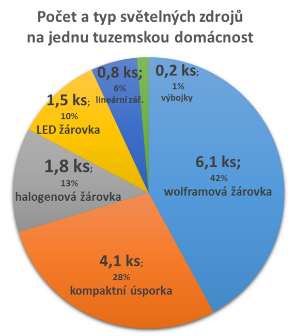 Počet a typ světelných zdrojů
na jednu tuzemskou domácnost
0,8 ks;
6%
lineární zář.
0,2 ks;
1%
výbojky
1,5 ks;
10%
LED žárovka
6,1 ks;
42%
wolframová žárovka
1,8 ks;
13%
halogenová žárovka
4,1 ks;
28%
kompaktní úsporka